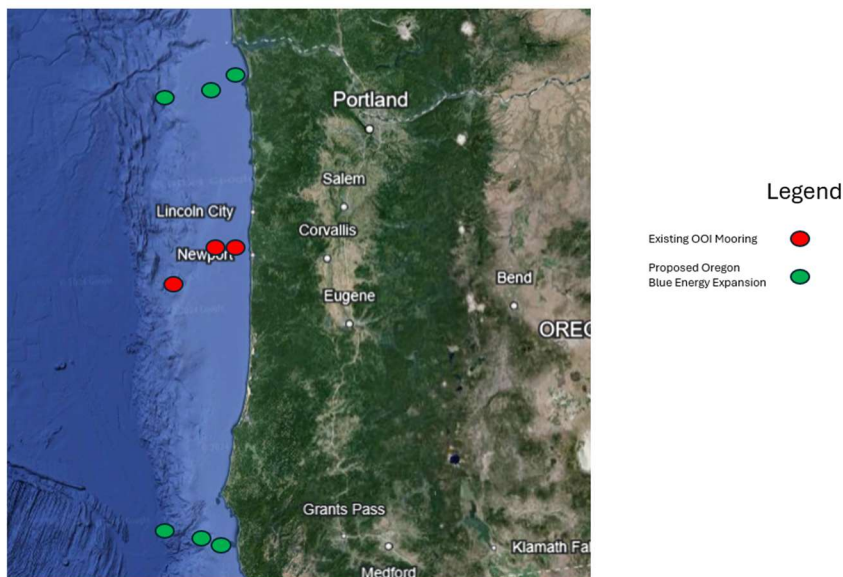 Portland
Salem
Lincoln City
Corvallis
Newport
Bend
Eugene
OREG
Grants Pass
Klamath Fal
Medford
Legend
Existing OOI Mooring
Proposed Oregon
Blue Energy Expansion